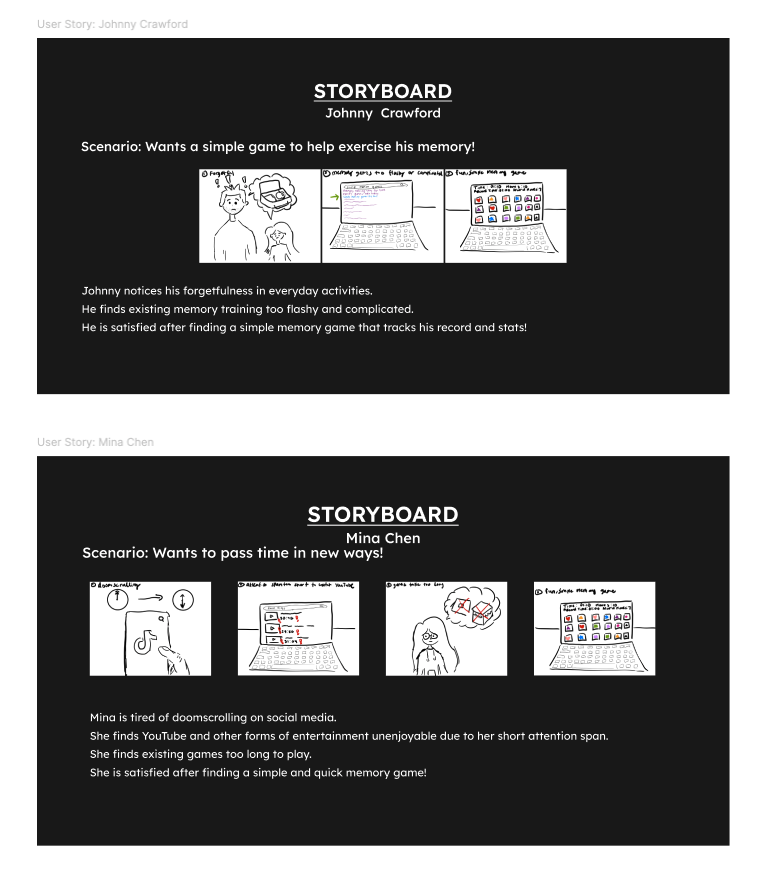 User Story: Johnny Crawford
STORYBOARD
Johnny Crawford
Scenario: Wants a simple game to help exercise his memory!
① Forgetful
② memory games too flashy or complicated
③ fun, simple memory game
Johnny notices his forgetfulness in everyday activities.
He finds existing memory training too flashy and complicated.
He is satisfied after finding a simple memory game that tracks his record and stats!
User Story: Mina Chen
STORYBOARD
Mina Chen
Scenario: Wants to pass time in new ways!
① doomscrolling
② attention span too short to watch YouTube
③ games take too long
④ fun, simple memory game
Mina is tired of doomscrolling on social media.
She finds YouTube and other forms of entertainment unenjoyable due to her short attention span.
She finds existing games too long to play.
She is satisfied after finding a simple and quick memory game!